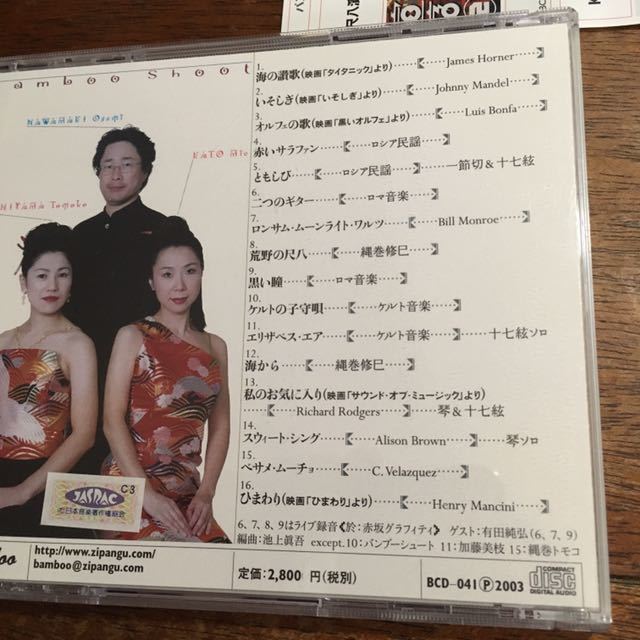 amboo Shoot
NAWAMAKI Osami
KATO Mie
HIYAMA Tomoko
1.
海の讃歌(映画「タイタニック」より)……【……James Horner……】
2.
いそしぎ(映画「いそしぎ」より)……【……Johnny Mandel……】
3.
オルフェの歌(映画「黒いオルフェ」より)……【……Luis Bonfa……】
4.
赤いサラファン……【……ロシア民謡……】
5.
ともしび……【……ロシア民謡……】……一節切&十七絃
6.
二つのギター……【……ロマ音楽……】
7.
ロンサム・ムーンライト・ワルツ……【……Bill Monroe……】
8.
荒野の尺八……【……縄巻修巳……】
9.
黒い瞳……【……ロマ音楽……】
10.
ケルトの子守唄……【……ケルト音楽……】
11.
エリザベス・エア……【……ケルト音楽……】……十七絃ソロ
12.
海から……【……縄巻修巳……】
13.
私のお気に入り(映画「サウンド・オブ・ミュージック」より)
……【……Richard Rodgers……】……琴&十七絃
14.
スウィート・シング……【……Alison Brown……】……琴ソロ
15.
ベサメ・ムーチョ……【……C. Velazquez……】
16.
ひまわり(映画「ひまわり」より)……【……Henry Mancini……】
6、7、8、9はライブ録音《於:赤坂グラフィティ》 ゲスト:有田純弘(6、7、9)
編曲:池上眞吾 except.10:バンブーシュート 11:加藤美枝 15:縄巻トモコ
C3
JASRAC
日本音楽著作権協会
boo
http://www.zipangu.com/
bamboo@zipangu.com
定価:2,800 円(税別)
BCD-041Ⓟ2003
COMPACT
disc
DIGITAL AUDIO